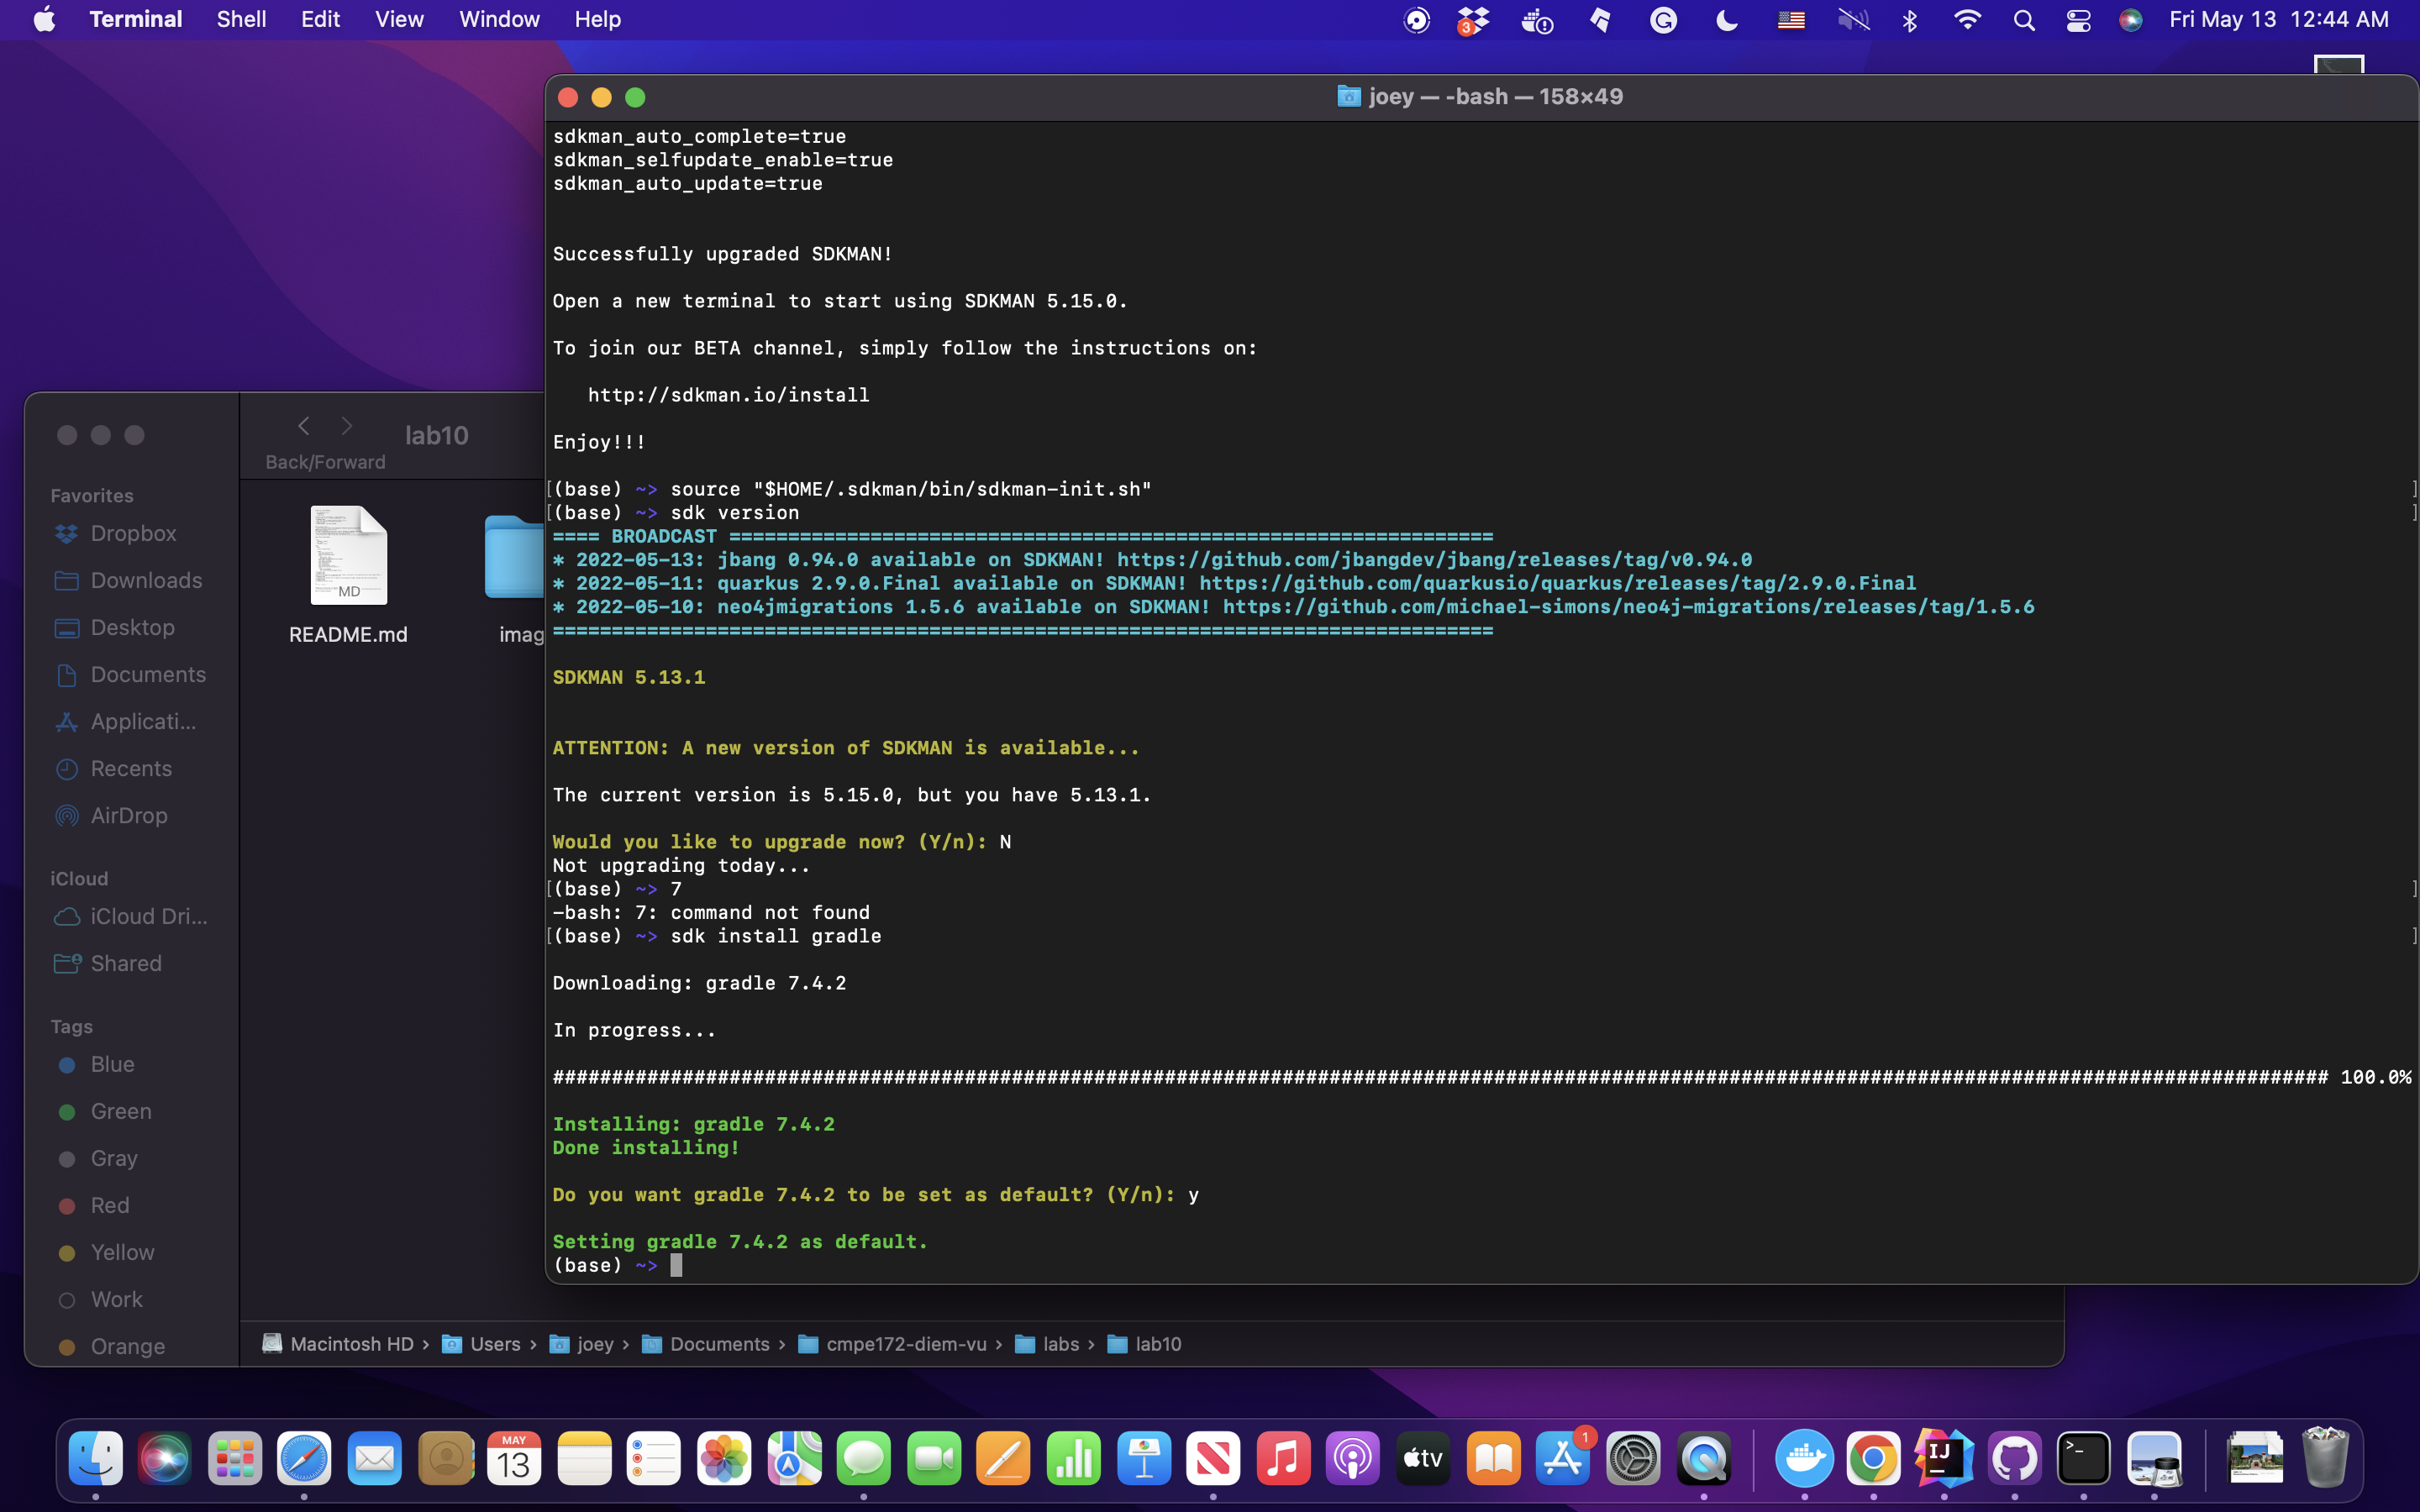 Terminal Shell Edit View Window Help
3
Fri May 13 12:44 AM
joey — -bash — 158×49
sdkman_auto_complete=true
sdkman_selfupdate_enable=true
sdkman_auto_update=true
Successfully upgraded SDKMAN!
Open a new terminal to start using SDKMAN 5.15.0.
To join our BETA channel, simply follow the instructions on:
http://sdkman.io/install
Enjoy!!!
[(base) ~> source "$HOME/.sdkman/bin/sdkman-init.sh" ]
[(base) ~> sdk version ]
==== BROADCAST =================================================================
* 2022-05-13: jbang 0.94.0 available on SDKMAN! https://github.com/jbangdev/jbang/releases/tag/v0.94.0
* 2022-05-11: quarkus 2.9.0.Final available on SDKMAN! https://github.com/quarkusio/quarkus/releases/tag/2.9.0.Final
* 2022-05-10: neo4jmigrations 1.5.6 available on SDKMAN! https://github.com/michael-simons/neo4j-migrations/releases/tag/1.5.6
================================================================================
SDKMAN 5.13.1
ATTENTION: A new version of SDKMAN is available...
The current version is 5.15.0, but you have 5.13.1.
Would you like to upgrade now? (Y/n): N
Not upgrading today...
[(base) ~> 7 ]
-bash: 7: command not found
[(base) ~> sdk install gradle ]
Downloading: gradle 7.4.2
In progress...
####################################################################################################################################################### 100.0%
Installing: gradle 7.4.2
Done installing!
Do you want gradle 7.4.2 to be set as default? (Y/n): y
Setting gradle 7.4.2 as default.
(base) ~>
lab10
Back/Forward
Favorites
Dropbox
Downloads
Desktop
Documents
Applicati...
Recents
AirDrop
iCloud
iCloud Dri...
Shared
Tags
Blue
Green
Gray
Red
Yellow
Work
Orange
MD
README.md
imag
Macintosh HD › Users › joey › Documents › cmpe172-diem-vu › labs › lab10
MAY
13
tv
1
IJ
>_